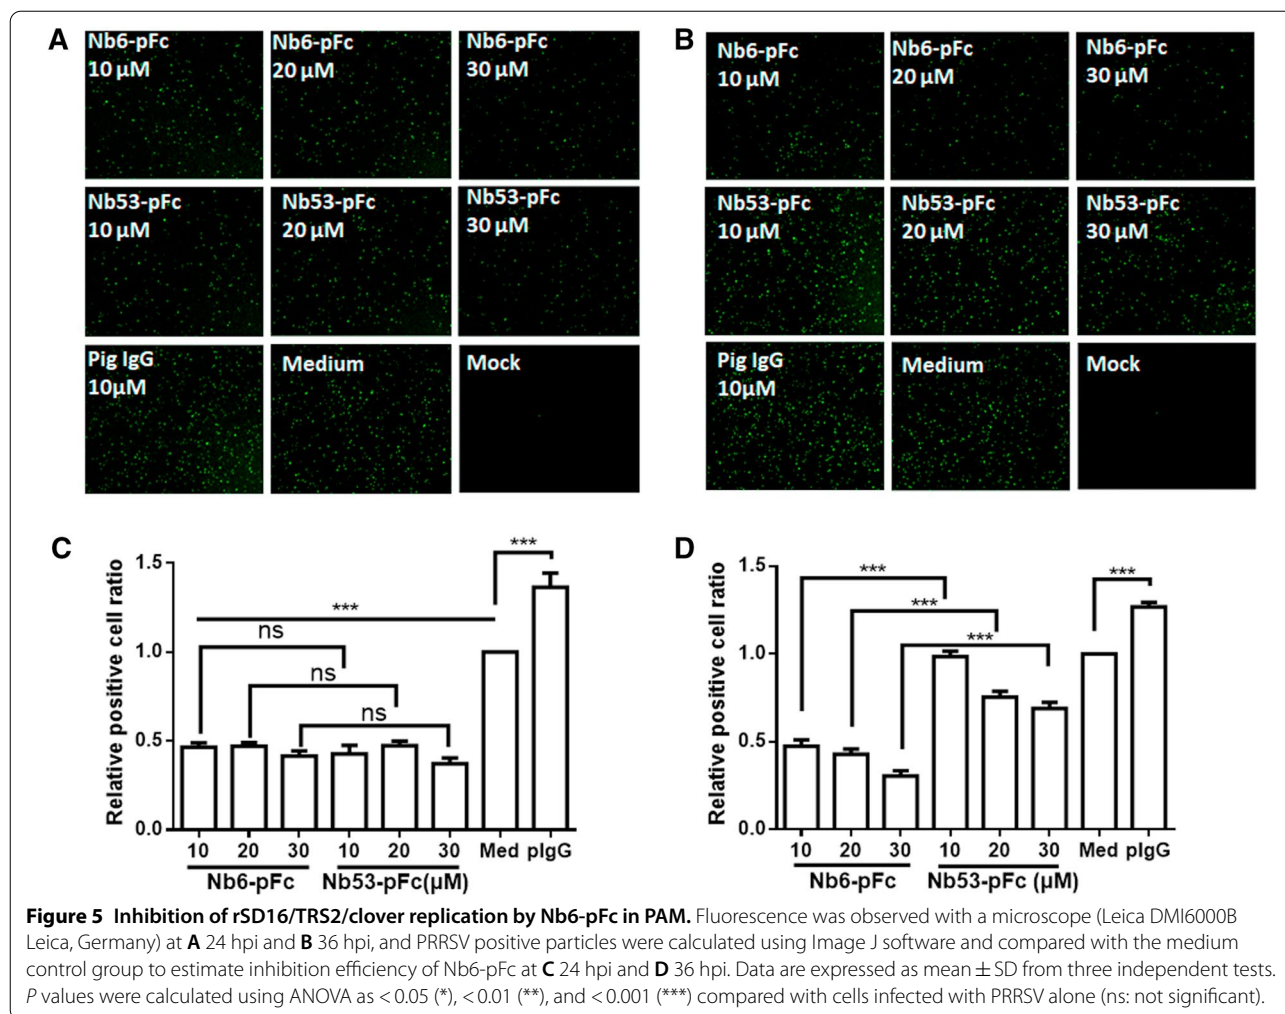 A
Nb6-pFc
10 µM
Nb6-pFc
20 µM
Nb6-pFc
30 µM
Nb53-pFc
10 µM
Nb53-pFc
20 µM
Nb53-pFc
30 µM
Pig IgG
10µM
Medium
Mock
B
Nb6-pFc
10 µM
Nb6-pFc
20 µM
Nb6-pFc
30 µM
Nb53-pFc
10 µM
Nb53-pFc
20 µM
Nb53-pFc
30 µM
Pig IgG
10µM
Medium
Mock
C
Relative positive cell ratio
1.5
1.0
0.5
0.0
***
***
ns
ns
ns
10 20 30 10 20 30 Med pIgG
Nb6-pFc Nb53-pFc(µM)
D
Relative positive cell ratio
1.5
1.0
0.5
0.0
***
***
***
***
10 20 30 10 20 30 Med pIgG
Nb6-pFc Nb53-pFc (µM)
Figure 5 Inhibition of rSD16/TRS2/clover replication by Nb6-pFc in PAM. Fluorescence was observed with a microscope (Leica DMI6000B
Leica, Germany) at A 24 hpi and B 36 hpi, and PRRSV positive particles were calculated using Image J software and compared with the medium
control group to estimate inhibition efficiency of Nb6-pFc at C 24 hpi and D 36 hpi. Data are expressed as mean ± SD from three independent tests.
P values were calculated using ANOVA as < 0.05 (*), < 0.01 (**), and < 0.001 (***) compared with cells infected with PRRSV alone (ns: not significant).